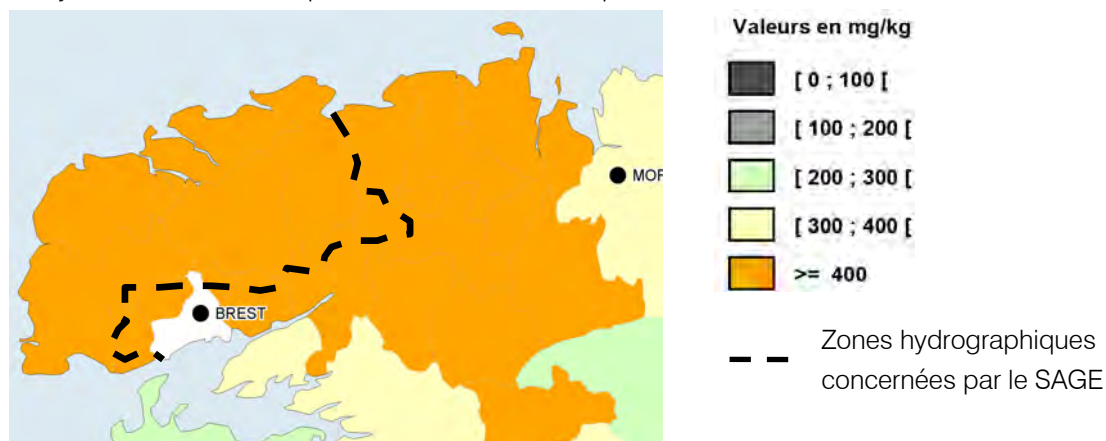 Valeurs en mg/kg
[ 0 ; 100 [
[ 100 ; 200 [
[ 200 ; 300 [
[ 300 ; 400 [
>= 400
MOR
BREST
Zones hydrographiques
concernées par le SAGE